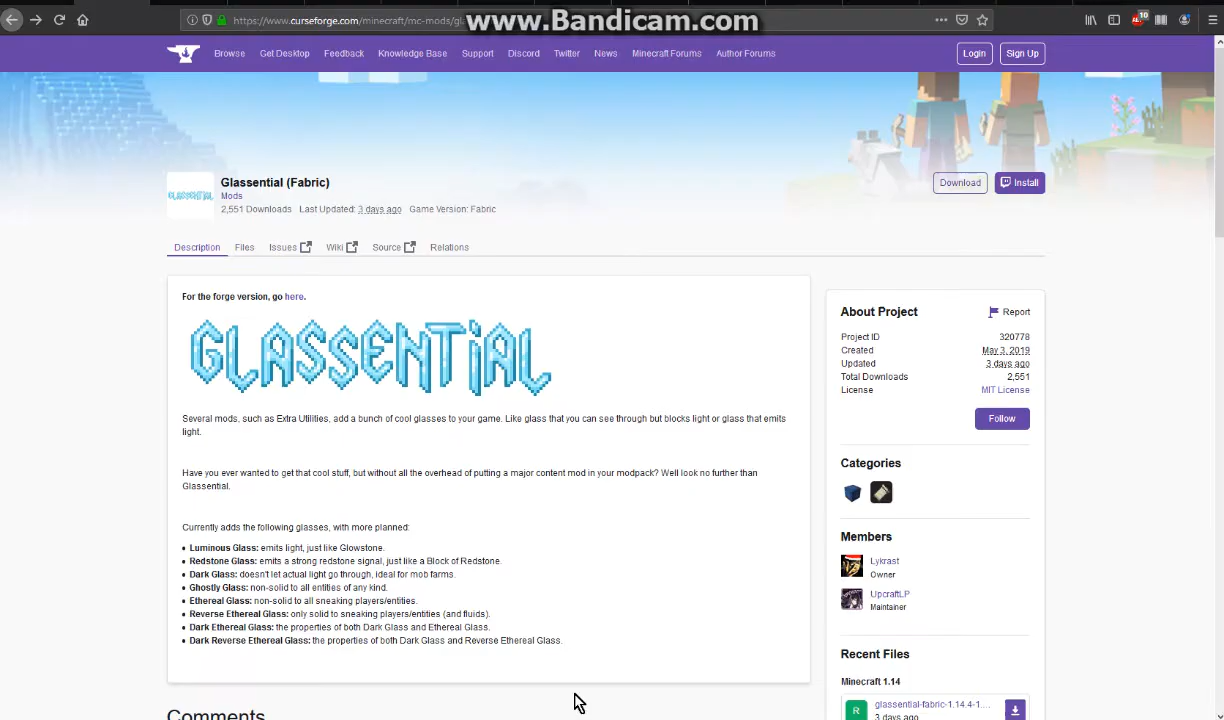 https://www.curseforge.com/minecraft/mc-mods/gl
www.Bandicam.com
10
Browse Get Desktop Feedback Knowledge Base Support Discord Twitter News Minecraft Forums Author Forums Login Sign Up
GLASSENTIAL
Glassential (Fabric)
Mods
2,551 Downloads Last Updated: 3 days ago Game Version: Fabric
Download Install
Description Files Issues Wiki Source Relations
For the forge version, go here.
GLASSENTIAL
Several mods, such as Extra Utilities, add a bunch of cool glasses to your game. Like glass that you can see through but blocks light or glass that emits
light.
Have you ever wanted to get that cool stuff, but without all the overhead of putting a major content mod in your modpack? Well look no further than
Glassential.
Currently adds the following glasses, with more planned:
• Luminous Glass: emits light, just like Glowstone.
• Redstone Glass: emits a strong redstone signal, just like a Block of Redstone.
• Dark Glass: doesn't let actual light go through, ideal for mob farms.
• Ghostly Glass: non-solid to all entities of any kind.
• Ethereal Glass: non-solid to all sneaking players/entities.
• Reverse Ethereal Glass: only solid to sneaking players/entities (and fluids).
• Dark Ethereal Glass: the properties of both Dark Glass and Ethereal Glass.
• Dark Reverse Ethereal Glass: the properties of both Dark Glass and Reverse Ethereal Glass.
Comments
About Project Report
Project ID 320778
Created May 3, 2019
Updated 3 days ago
Total Downloads 2,551
License MIT License
Follow
Categories
Members
Lykrast
Owner
UpcraftLP
Maintainer
Recent Files
Minecraft 1.14
R glassential-fabric-1.14.4-1....
3 days ago